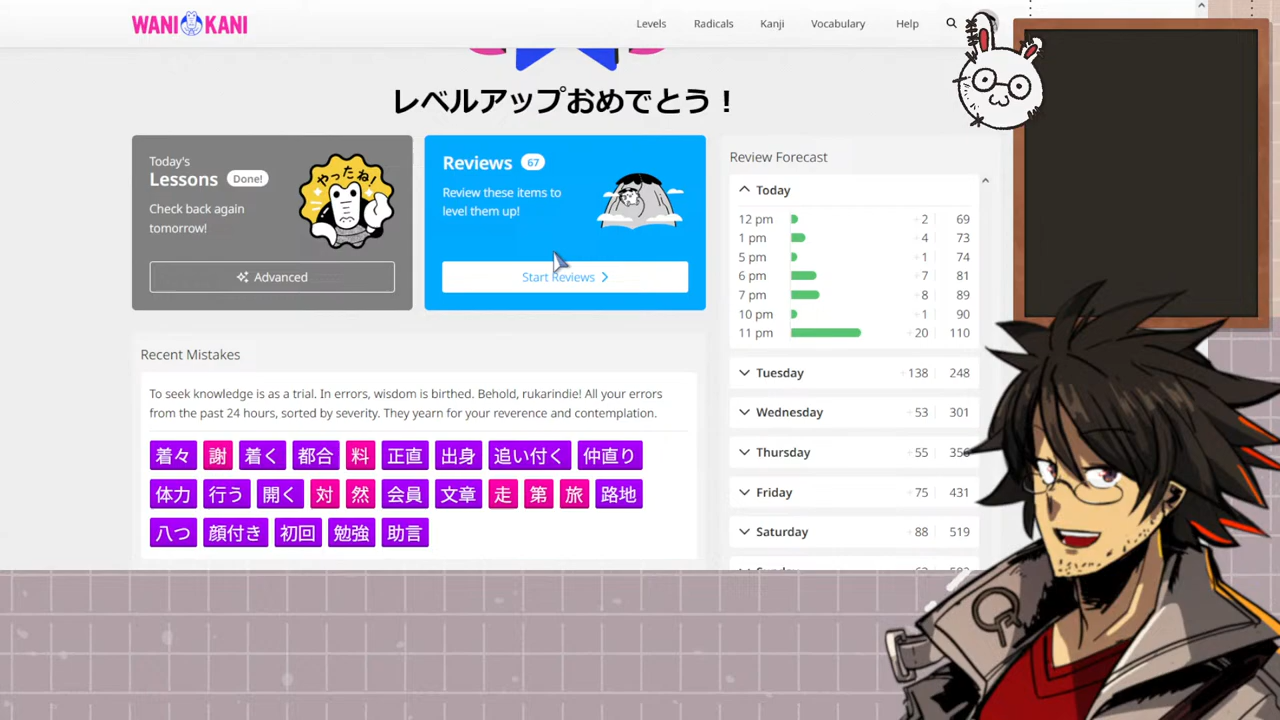 WANI KANI
Levels
Radicals
Kanji
Vocabulary
Help
レベルアップおめでとう！
Today's
Lessons Done!
Check back again
tomorrow!
やったね!
Advanced
Reviews 67
Review these items to
level them up!
Start Reviews
Review Forecast
Today
12 pm +2 69
1 pm +4 73
5 pm +1 74
6 pm +7 81
7 pm +8 89
10 pm +1 90
11 pm +20 110
Tuesday +138 248
Wednesday +53 301
Thursday +55 356
Friday +75 431
Saturday +88 519
Recent Mistakes
To seek knowledge is as a trial. In errors, wisdom is birthed. Behold, rukarindie! All your errors
from the past 24 hours, sorted by severity. They yearn for your reverence and contemplation.
着々 謝 着く 都合 料 正直 出身 追い付く 仲直り
体力 行う 開く 対 然 会員 文章 走 第 旅 路地
八つ 顔付き 初回 勉強 助言